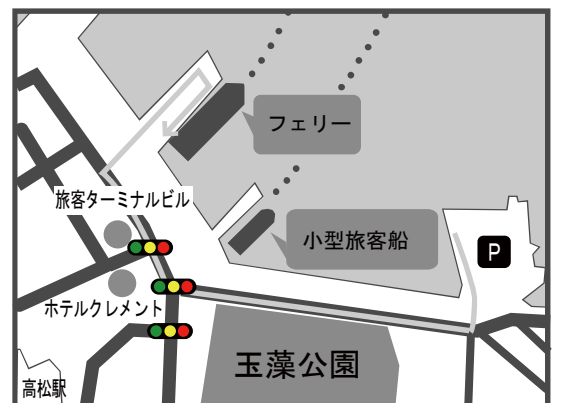 フェリー
旅客ターミナルビル
小型旅客船
P
ホテルクレメント
玉藻公園
高松駅